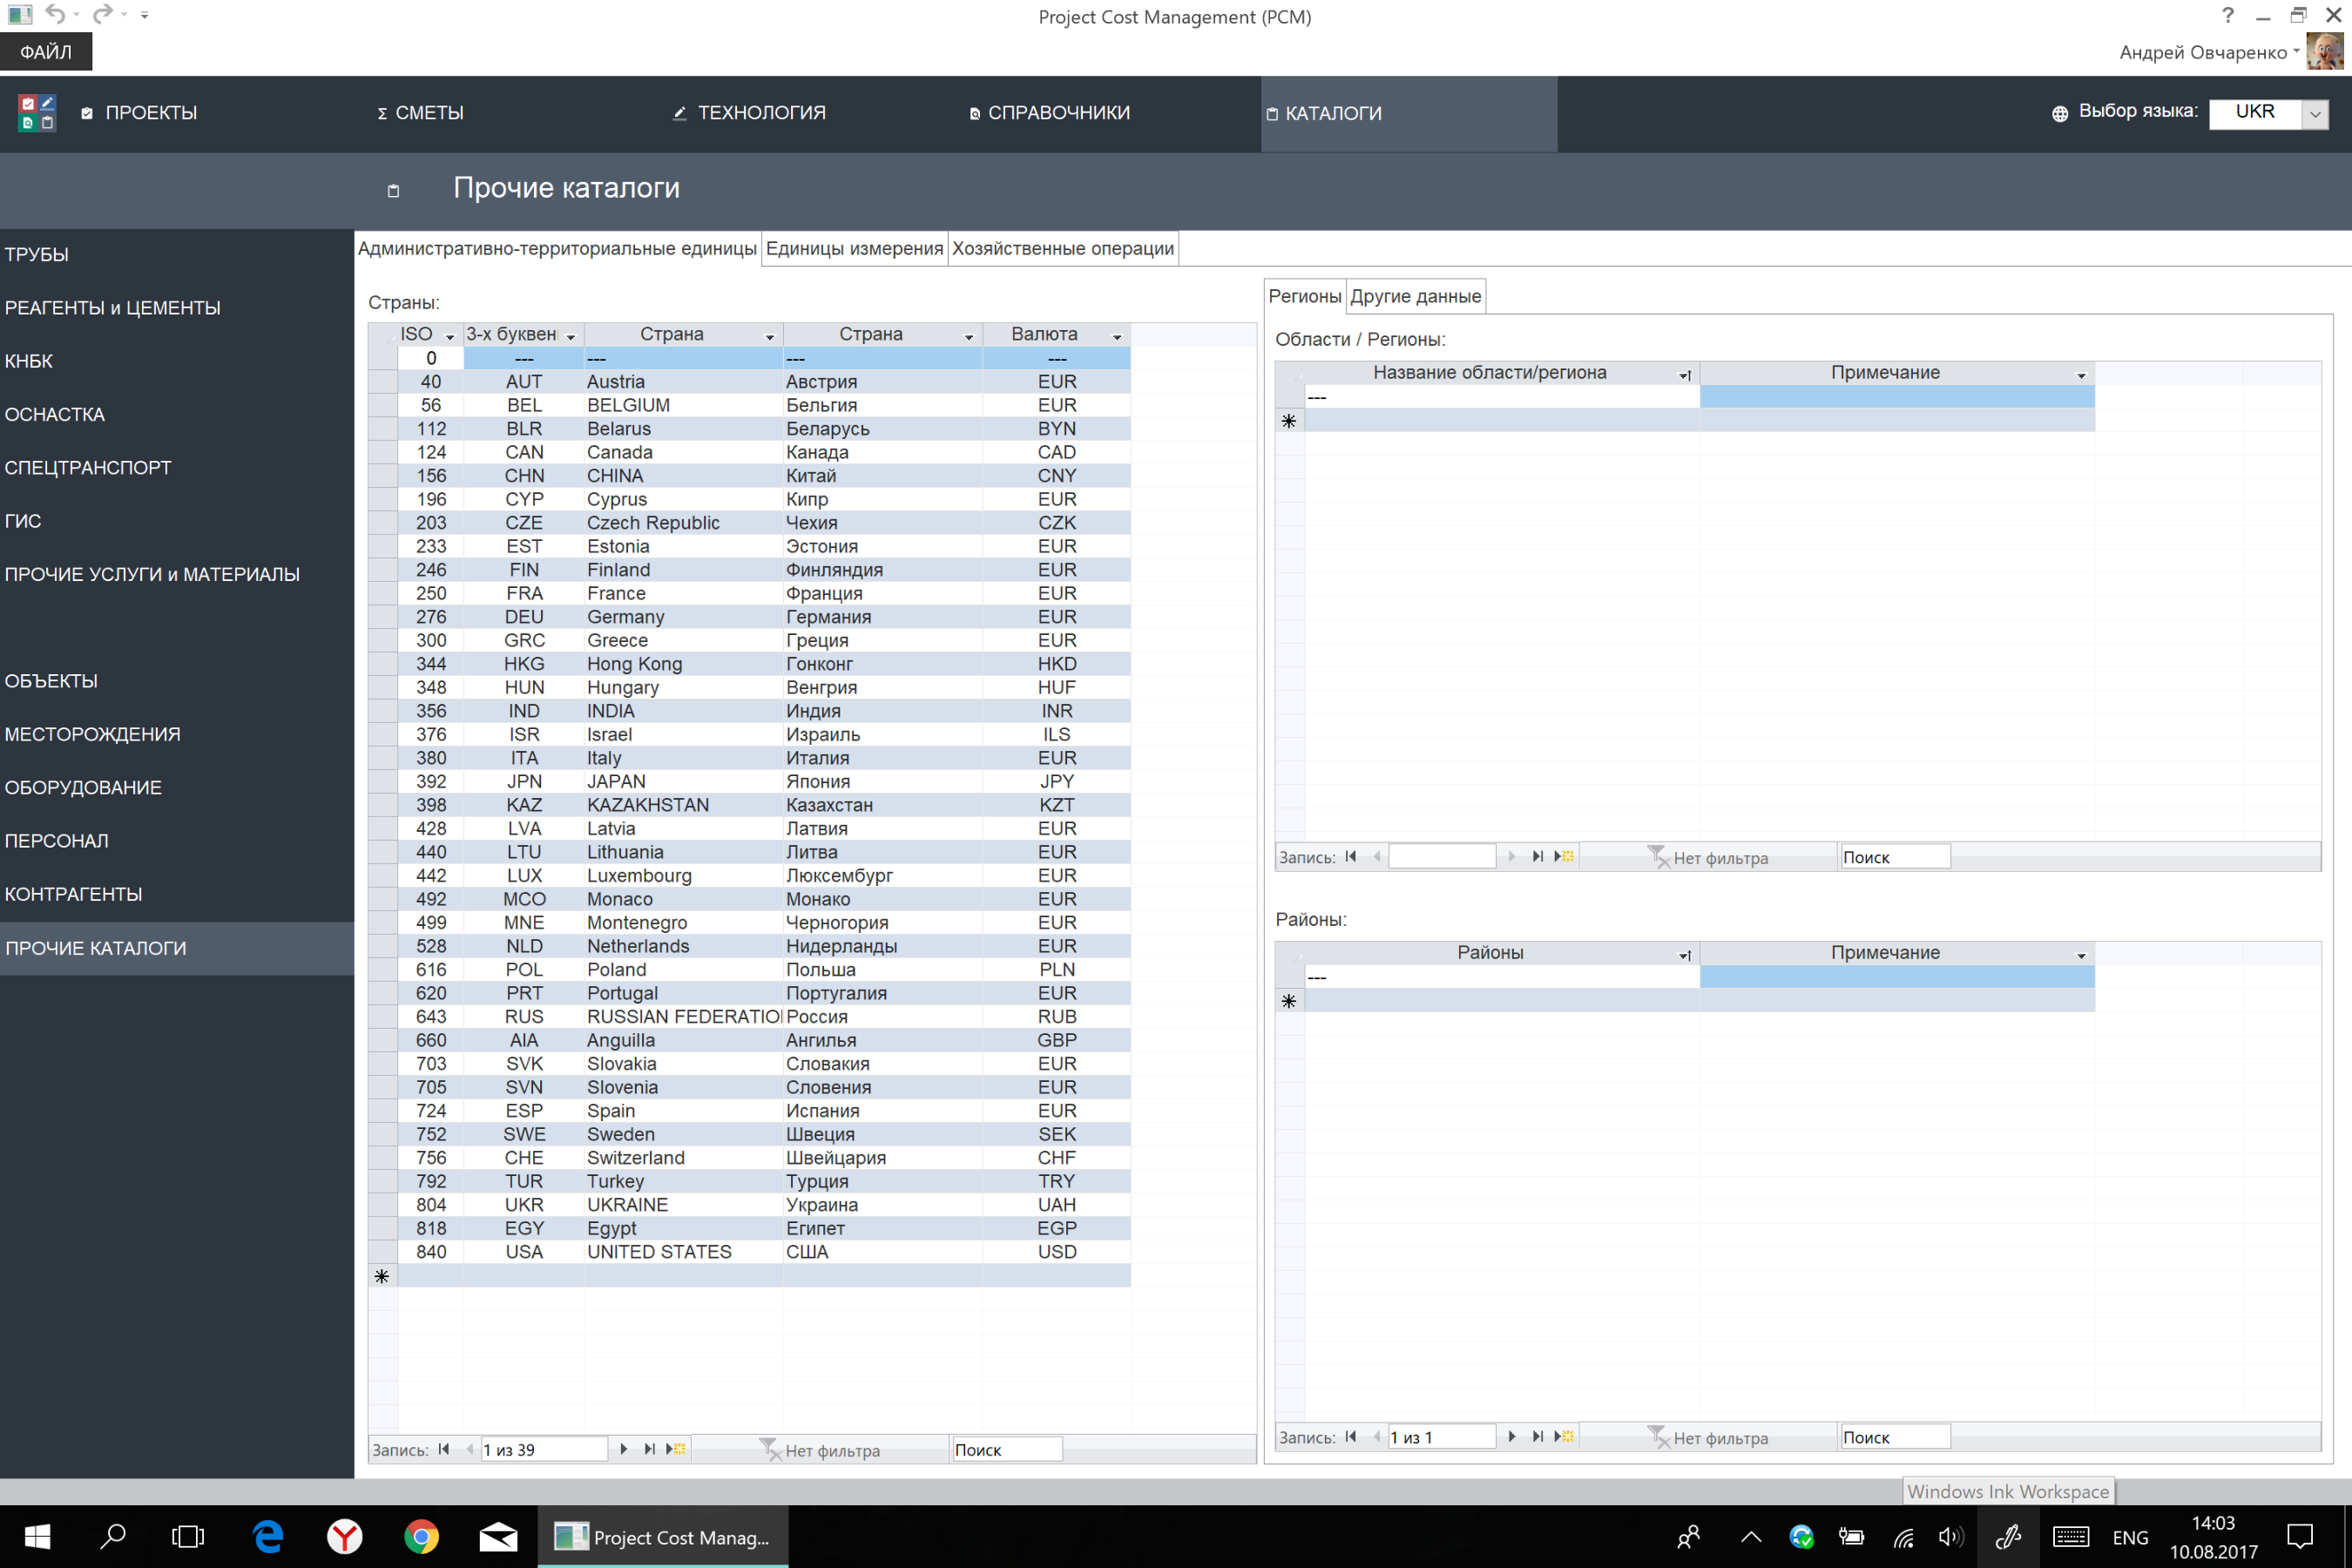 Project Cost Management (PCM)
?
ФАЙЛ
Андрей Овчаренко
ПРОЕКТЫ
Σ СМЕТЫ
ТЕХНОЛОГИЯ
СПРАВОЧНИКИ
КАТАЛОГИ
Выбор языка:
UKR
Прочие каталоги
ТРУБЫ
РЕАГЕНТЫ и ЦЕМЕНТЫ
КНБК
ОСНАСТКА
СПЕЦТРАНСПОРТ
ГИС
ПРОЧИЕ УСЛУГИ и МАТЕРИАЛЫ
ОБЪЕКТЫ
МЕСТОРОЖДЕНИЯ
ОБОРУДОВАНИЕ
ПЕРСОНАЛ
КОНТРАГЕНТЫ
ПРОЧИЕ КАТАЛОГИ
Административно-территориальные единицы Единицы измерения Хозяйственные операции
Страны:
ISO 3-х буквен Страна Страна Валюта
0 --- --- --- ---
40 AUT Austria Австрия EUR
56 BEL BELGIUM Бельгия EUR
112 BLR Belarus Беларусь BYN
124 CAN Canada Канада CAD
156 CHN CHINA Китай CNY
196 CYP Cyprus Кипр EUR
203 CZE Czech Republic Чехия CZK
233 EST Estonia Эстония EUR
246 FIN Finland Финляндия EUR
250 FRA France Франция EUR
276 DEU Germany Германия EUR
300 GRC Greece Греция EUR
344 HKG Hong Kong Гонконг HKD
348 HUN Hungary Венгрия HUF
356 IND INDIA Индия INR
376 ISR Israel Израиль ILS
380 ITA Italy Италия EUR
392 JPN JAPAN Япония JPY
398 KAZ KAZAKHSTAN Казахстан KZT
428 LVA Latvia Латвия EUR
440 LTU Lithuania Литва EUR
442 LUX Luxembourg Люксембург EUR
492 MCO Monaco Монако EUR
499 MNE Montenegro Черногория EUR
528 NLD Netherlands Нидерланды EUR
616 POL Poland Польша PLN
620 PRT Portugal Португалия EUR
643 RUS RUSSIAN FEDERATIO Россия RUB
660 AIA Anguilla Ангилья GBP
703 SVK Slovakia Словакия EUR
705 SVN Slovenia Словения EUR
724 ESP Spain Испания EUR
752 SWE Sweden Швеция SEK
756 CHE Switzerland Швейцария CHF
792 TUR Turkey Турция TRY
804 UKR UKRAINE Украина UAH
818 EGY Egypt Египет EGP
840 USA UNITED STATES США USD
Запись: 1 из 39 Нет фильтра Поиск
Регионы Другие данные
Области / Регионы:
Название области/региона Примечание
---
Запись: Нет фильтра Поиск
Районы:
Районы Примечание
---
Запись: 1 из 1 Нет фильтра Поиск
Windows Ink Workspace
Project Cost Manag...
ENG
14:03
10.08.2017